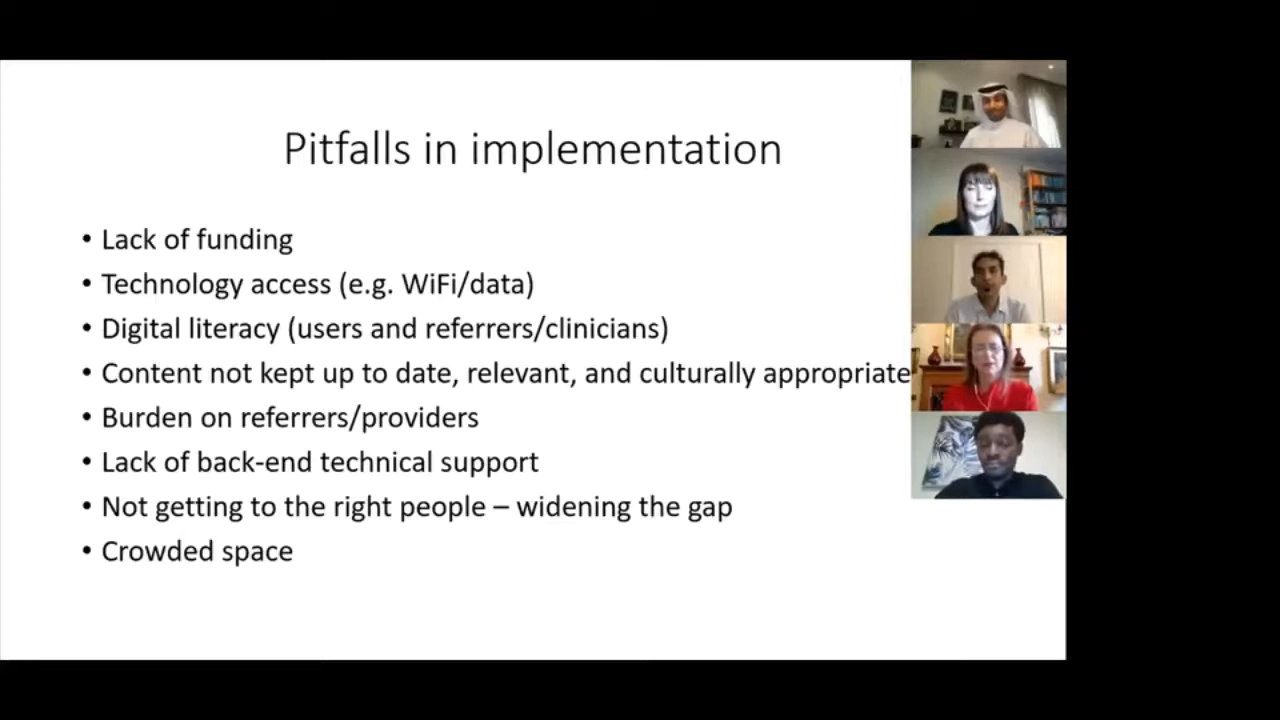 Pitfalls in implementation
• Lack of funding
• Technology access (e.g. WiFi/data)
• Digital literacy (users and referrers/clinicians)
• Content not kept up to date, relevant, and culturally appropriate
• Burden on referrers/providers
• Lack of back-end technical support
• Not getting to the right people – widening the gap
• Crowded space